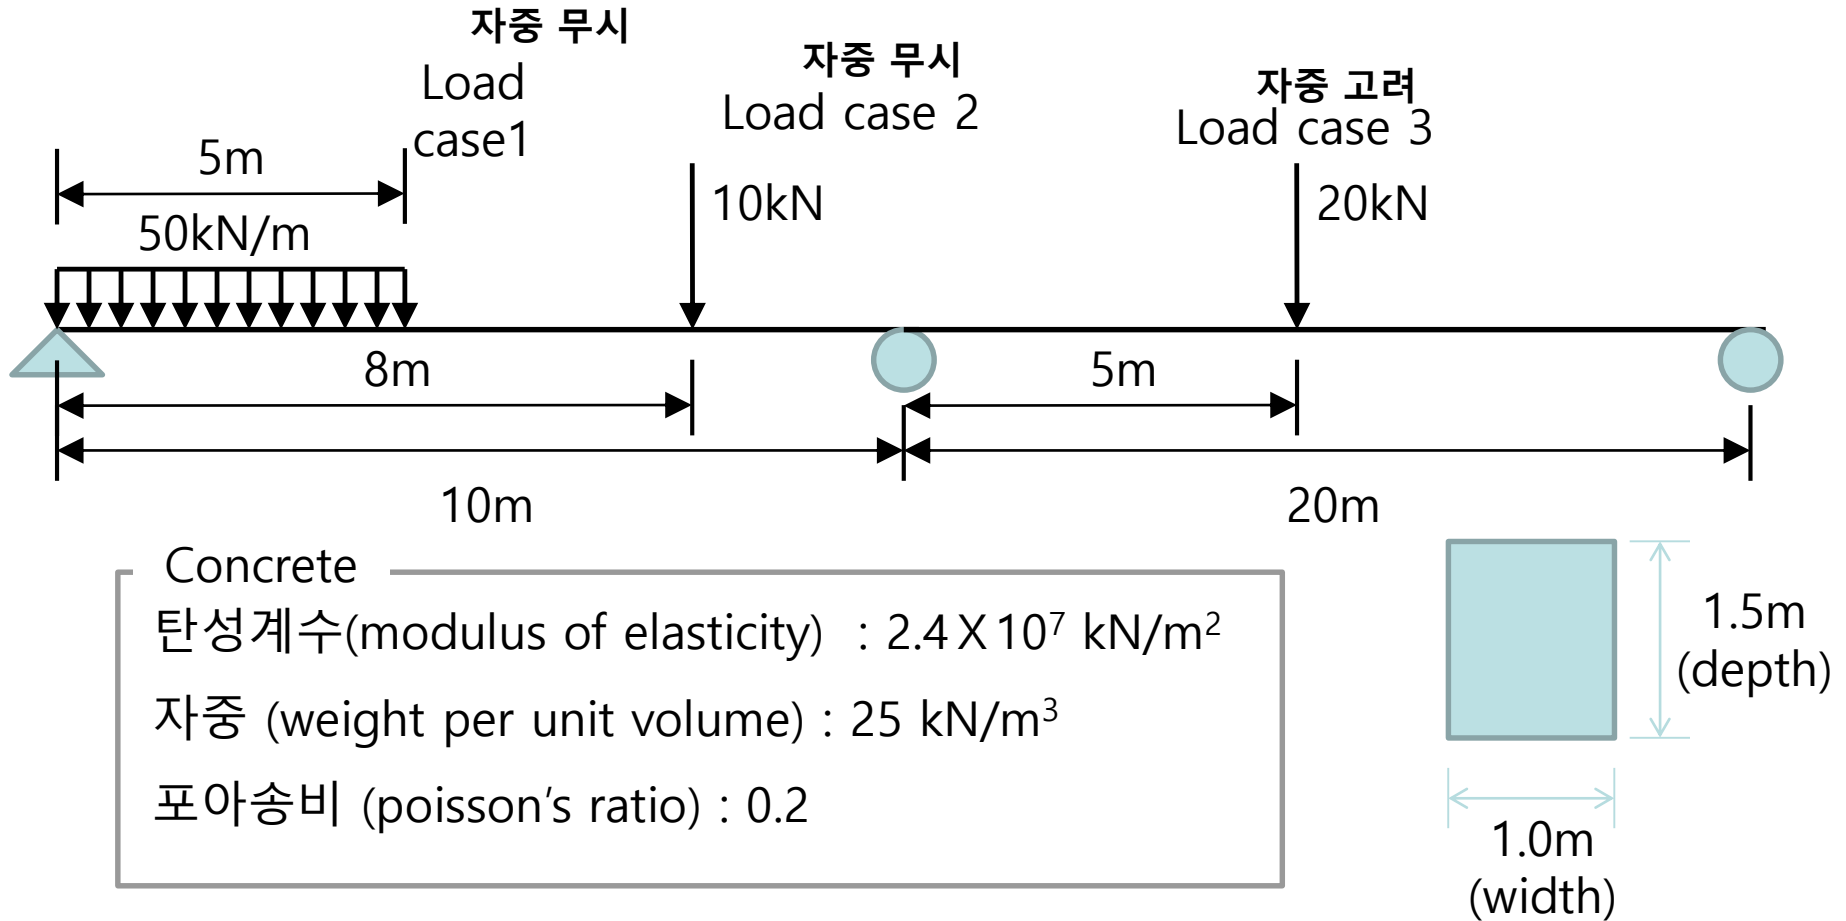 자중 무시
Load
case1
자중 무시
Load case 2
자중 고려
Load case 3
5m
50kN/m
10kN
20kN
8m
5m
10m
20m
Concrete
탄성계수(modulus of elasticity) : 2.4 X 10⁷ kN/m²
자중 (weight per unit volume) : 25 kN/m³
포아송비 (poisson's ratio) : 0.2
1.5m
(depth)
1.0m
(width)